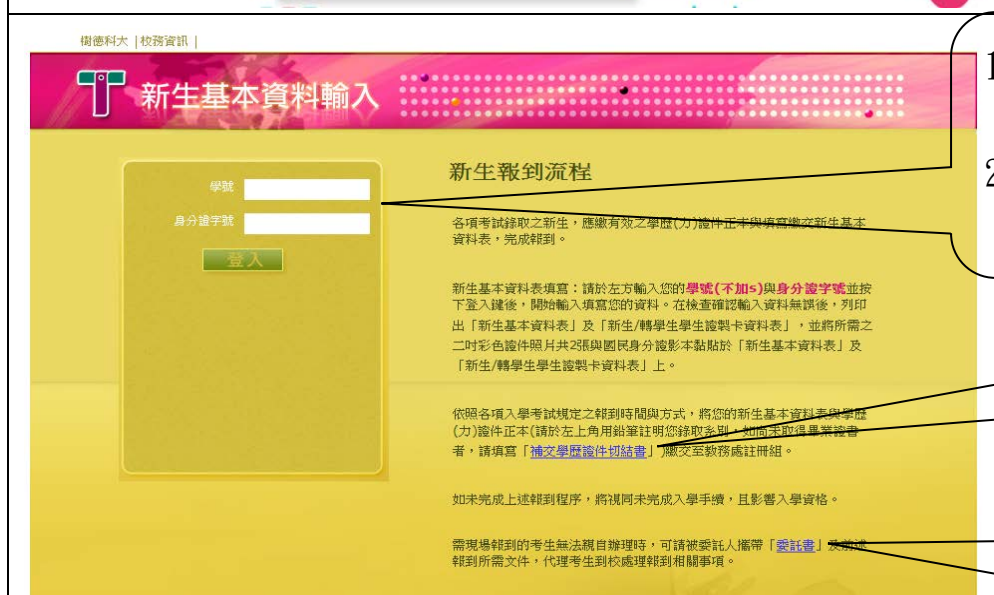 樹德科大 | 校務資訊 |
新生基本資料輸入
1
2
學號
身分證字號
登入
新生報到流程
各項考試錄取之新生，應繳有效之學歷(力)證件正本與填寫繳交新生基本
資料表，完成報到。
新生基本資料表填寫：請於左方輸入您的學號(不加s)與身分證字號並按
下登入鍵後，開始輸入填寫您的資料。在檢查確認輸入資料無誤後，列印
出「新生基本資料表」及「新生/轉學生學生證製卡資料表」，並將所需之
二吋彩色證件照片共2張與國民身分證影本黏貼於「新生基本資料表」及
「新生/轉學生學生證製卡資料表」上。
依照各項入學考試規定之報到時間與方式，將您的新生基本資料表與學歷
(力)證件正本(請於左上角用鉛筆註明您錄取系別，如尚未取得畢業證書
者，請填寫「補交學歷證件切結書」)繳交至教務處註冊組。
如未完成上述報到程序，將視同未完成入學手續，且影響入學資格。
需現場報到的考生無法親自辦理時，可請被委託人攜帶「委託書」及前述
報到所需文件，代理考生到校處理報到相關事項。